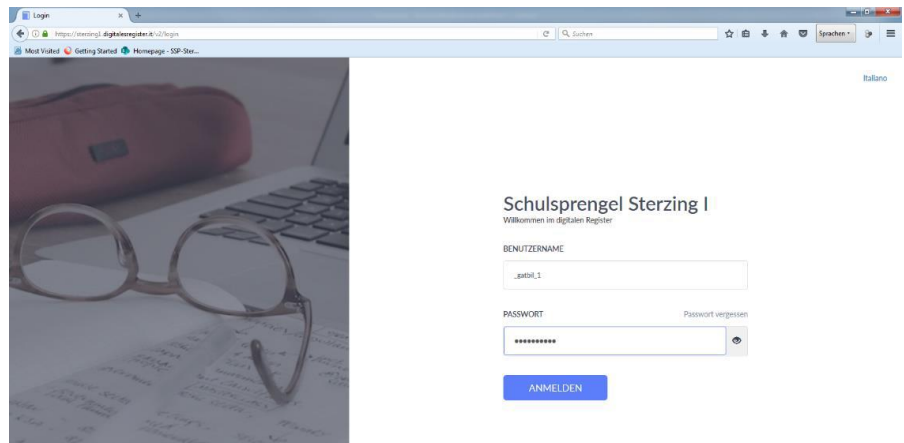 Login
https://sterzing1.digitalesregister.it/v2/login
Suchen
Sprachen
Most Visited Getting Started Homepage - SSP-Ster...
Italiano
Schulsprengel Sterzing I
Willkommen im digitalen Register
BENUTZERNAME
_gatbil_1
PASSWORT Passwort vergessen
••••••••••
ANMELDEN